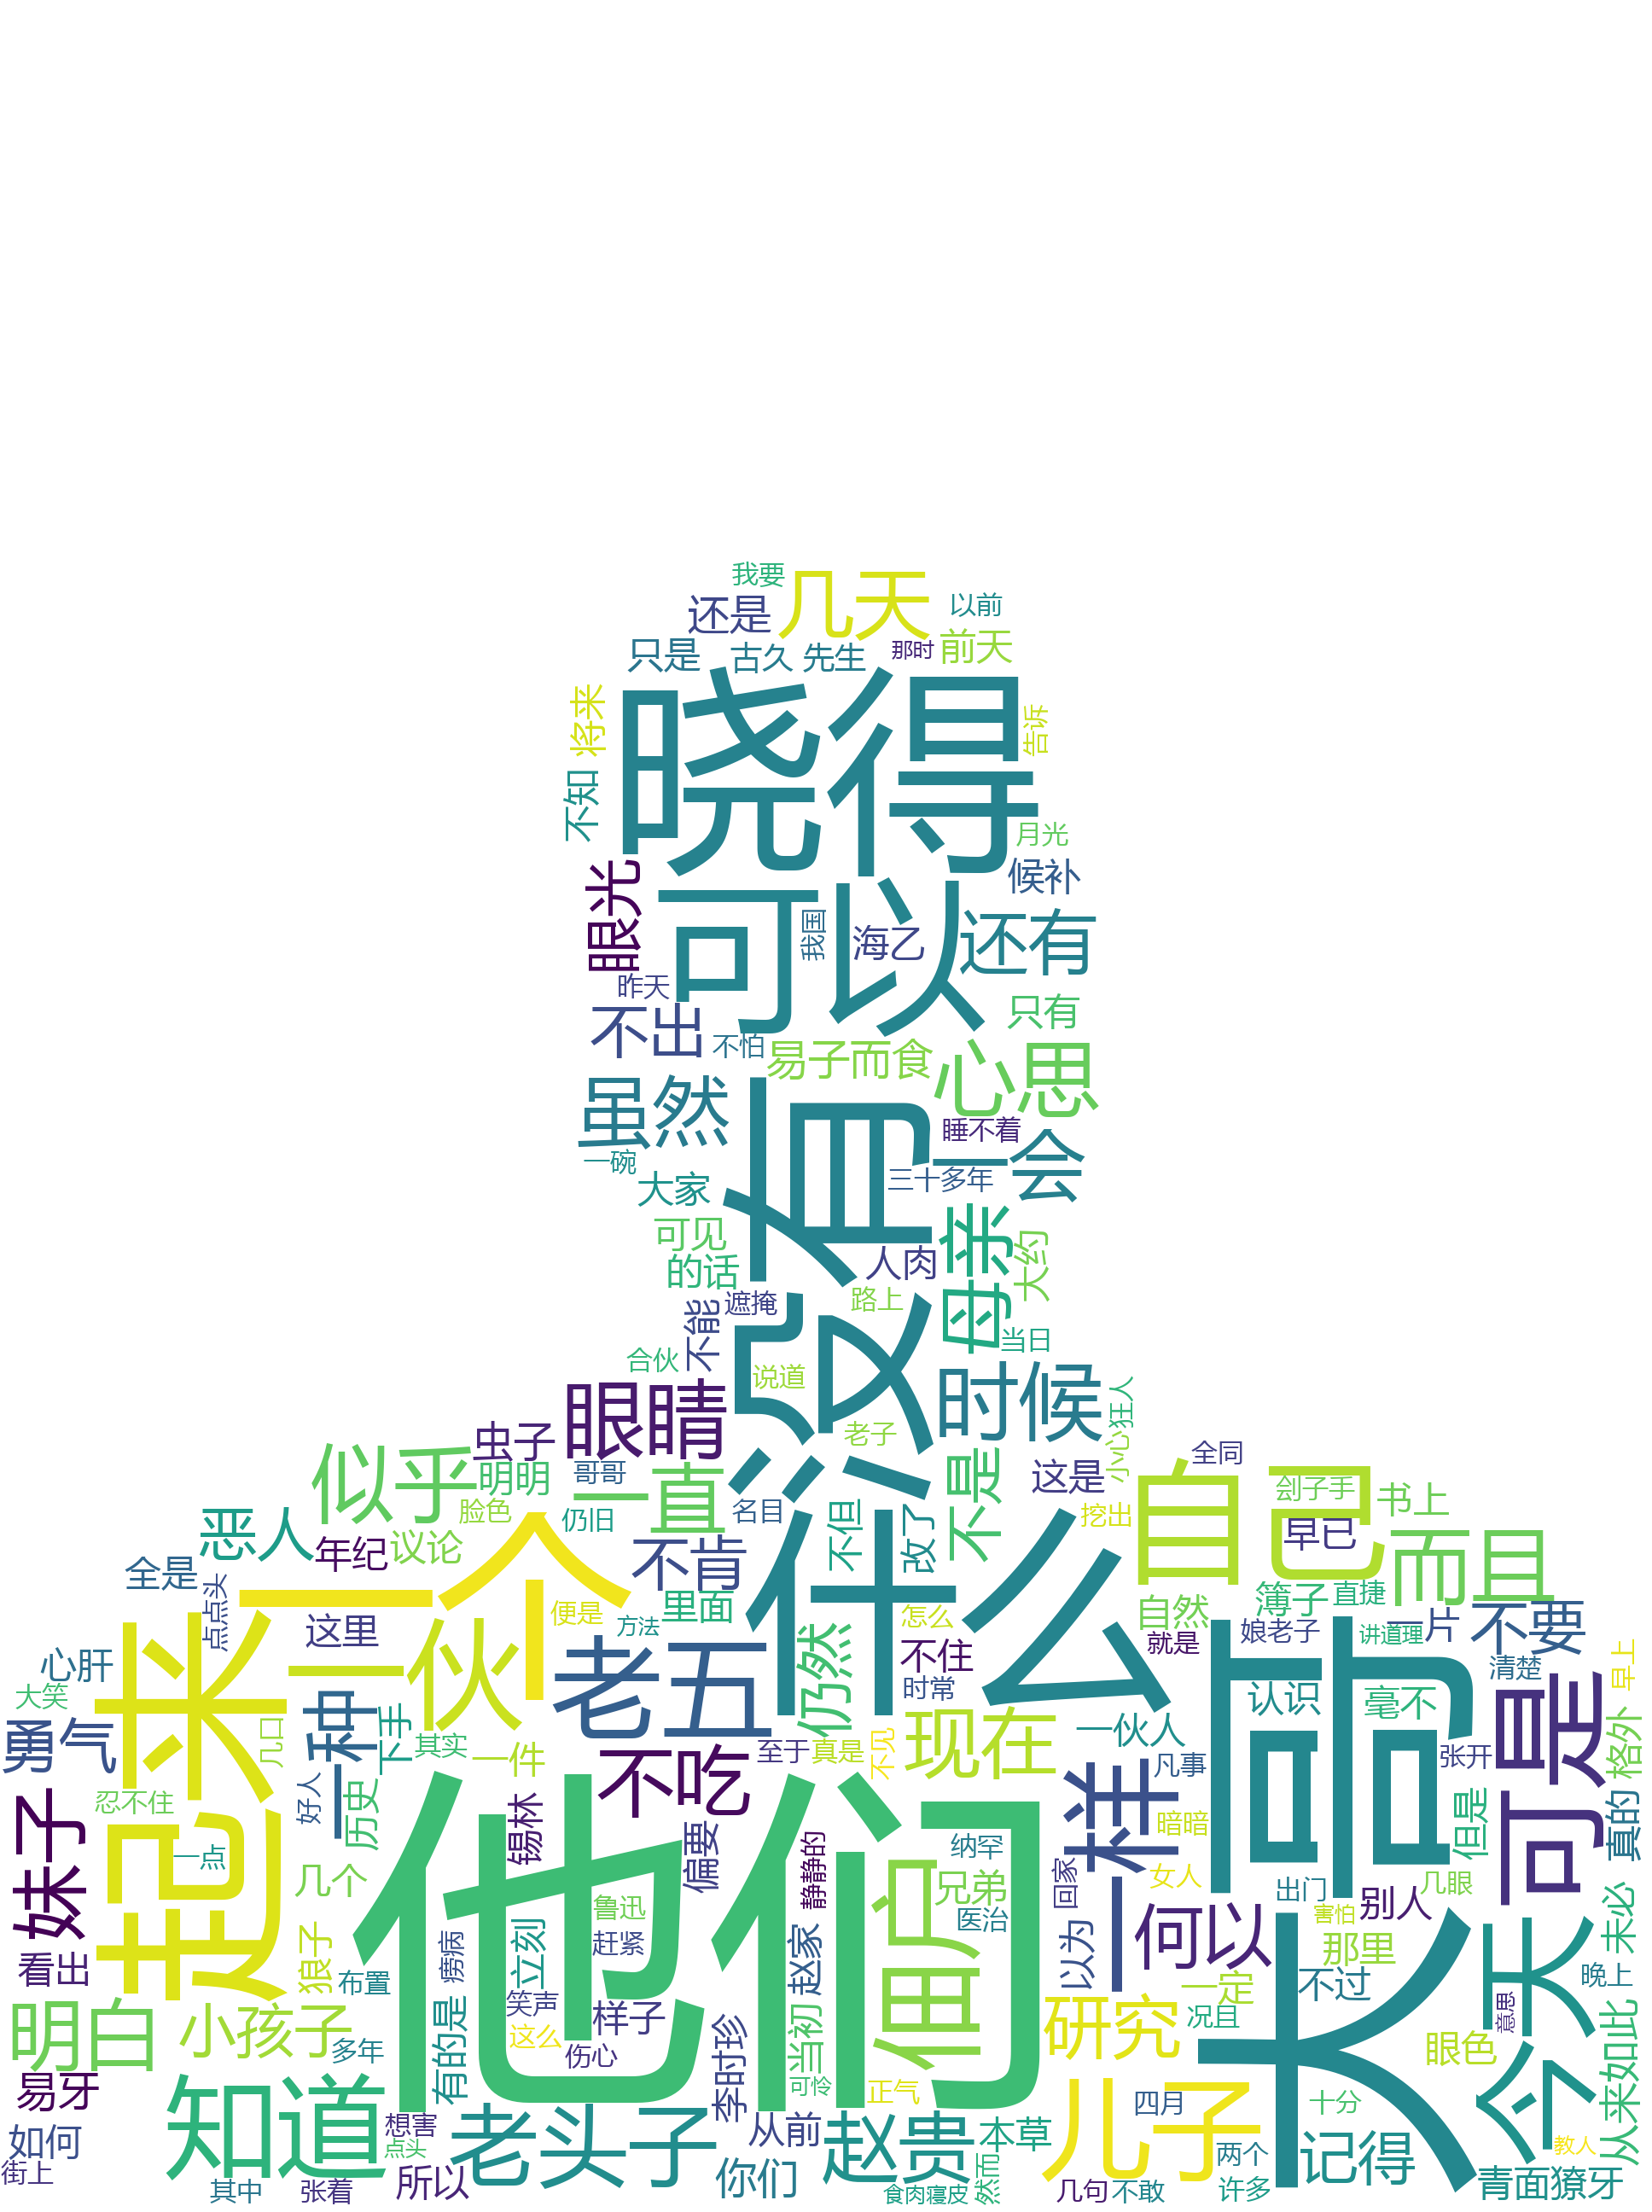 我要
几天
还是
以前
只是
古久
先生
那时
前天
将来
晓得
告诉
不知
月光
眼光
可以
候补
我国
海乙
还有
昨天
不出
不怕
只有
易子而食
心思
虽然
睡不着
一碗
没有
一会
三十多年
大家
可见
母亲
大约
的话
人肉
遮掩
路上
不能
当日
合伙
说道
眼睛
时候
小心
狂人
虫子
老子
似乎
明明
哥哥
一直
不是
这是
全同
自己
刽子手
书上
脸色
仍旧
名目
不但
改了
挖出
早已
恶人
年纪
议论
一个
不肯
什么
而且
全是
点点头
便是
方法
里面
怎么
自然
簿子
直捷
这里
一伙
老五
仍然
不住
就是
娘老子
讲道理
一片
不要
心肝
起来
时常
大哥
清楚
早上
大笑
勇气
几口
一种
下手
其实
一件
不吃
至于
真是
不见
现在
一伙人
认识
毫不
可是
格外
张开
凡事
忍不住
好人
历史
锡林
偏要
静静的
纳罕
一样
暗暗
但是
真的
妹子
一点
几个
他们
鲁迅
兄弟
医治
回家
女人
出门
别人
几眼
看出
狼子
布置
痨病
立刻
赶紧
赵家
们问
以为
何以
害怕
那里
未必
明白
小孩子
多年
有的是
笑声
样子
这么
伤心
李时珍
当初
可怜
正气
研究
一定
况且
不过
今天
意思
晚上
眼色
从来如此
易牙
知道
想害
点头
老头子
从前
赵贵
本草
儿子
四月
十分
两个
记得
教人
如何
街上
其中
张着
所以
你们
食肉寝皮
然而
几句
不敢
许多
青面獠牙